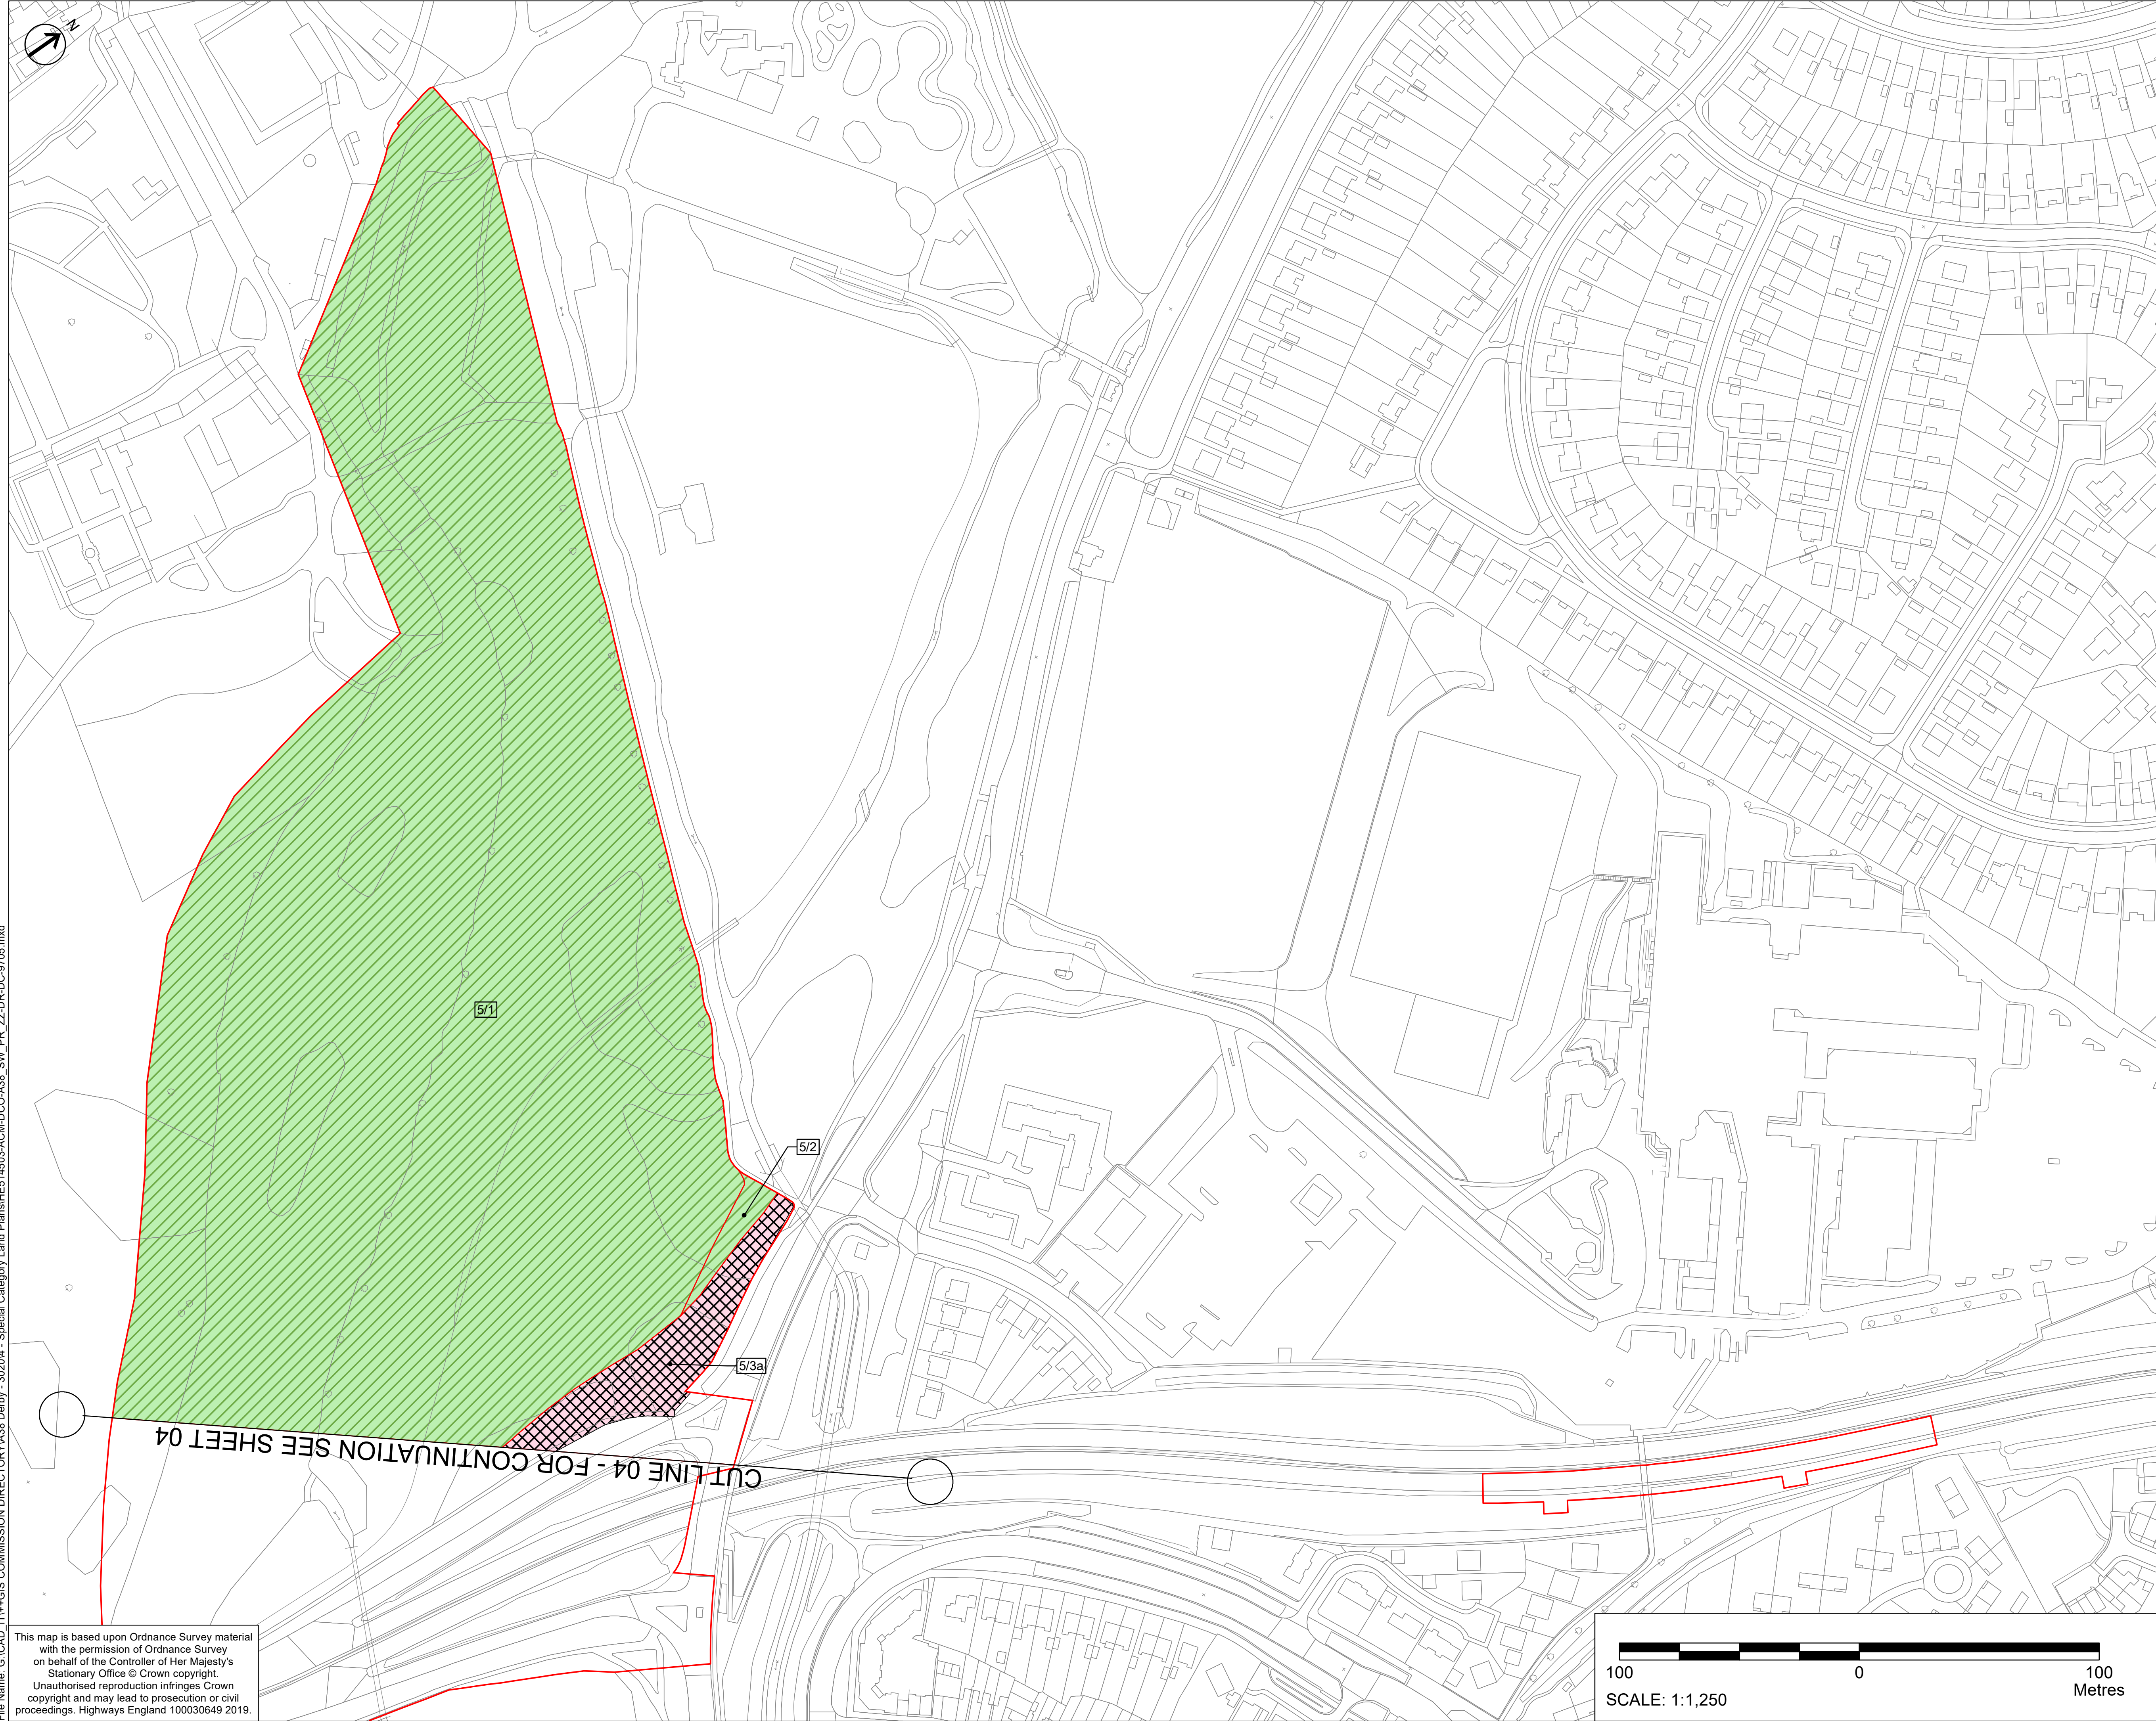 N
5/1
5/2
5/3a
CUT LINE 04 - FOR CONTINUATION SEE SHEET 04
This map is based upon Ordnance Survey material
with the permission of Ordnance Survey
on behalf of the Controller of Her Majesty's
Stationary Office © Crown copyright.
Unauthorised reproduction infringes Crown
copyright and may lead to prosecution or civil
proceedings. Highways England 100030649 2019.
100 0 100
Metres
SCALE: 1:1,250